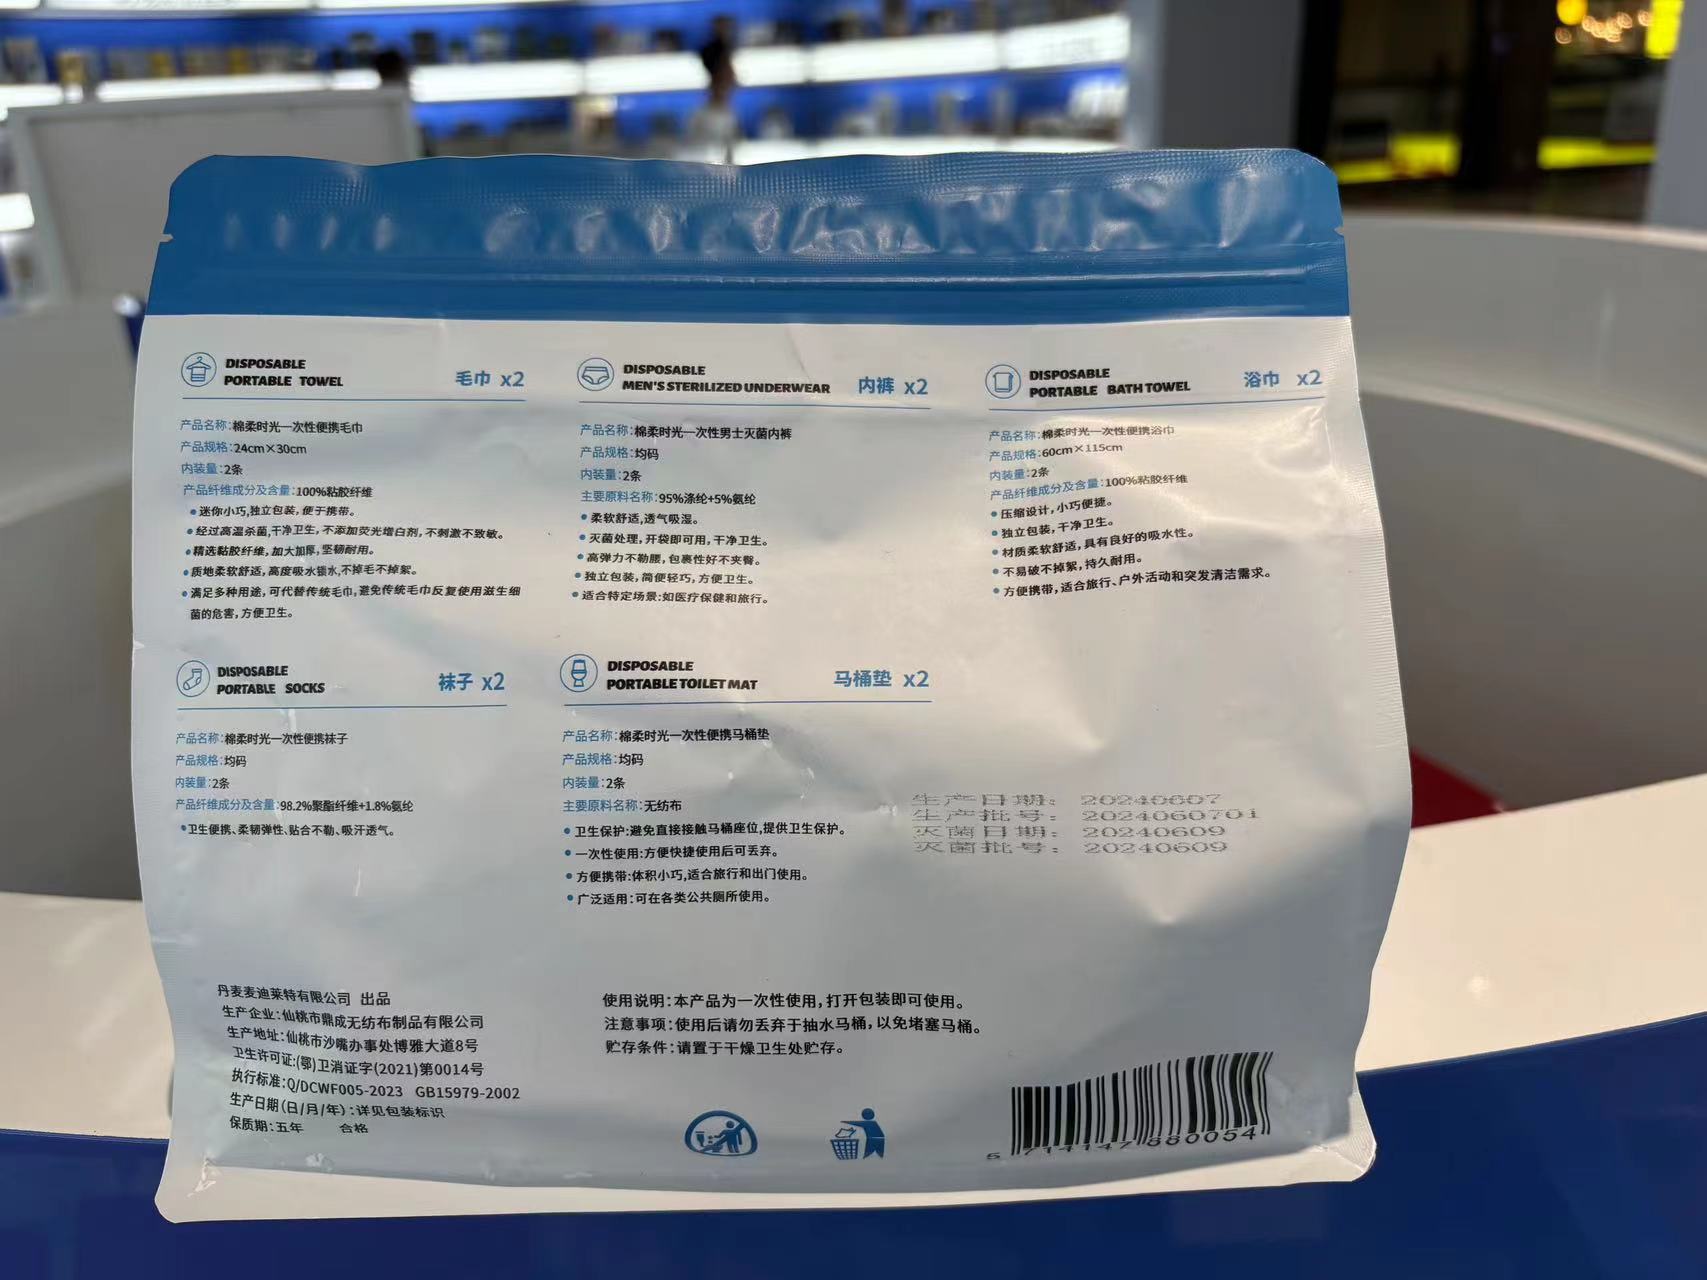 DISPOSABLE
PORTABLE TOWEL 毛巾 x2
产品名称:棉柔时光一次性便携毛巾
产品规格:24cm×30cm
内装量:2条
产品纤维成分及含量:100%粘胶纤维
•迷你小巧,独立包装,便于携带。
•经过高温杀菌,干净卫生,不添加荧光增白剂,不刺激不致敏。
•精选黏胶纤维,加大加厚,坚韧耐用。
•质地柔软舒适,高度吸水锁水,不掉毛不掉絮。
•满足多种用途,可代替传统毛巾,避免传统毛巾反复使用滋生细
菌的危害,方便卫生。
DISPOSABLE
MEN'S STERILIZED UNDERWEAR 内裤 x2
产品名称:棉柔时光一次性男士灭菌内裤
产品规格:均码
内装量:2条
主要原料名称:95%涤纶+5%氨纶
•柔软舒适,透气吸湿。
•灭菌处理,开袋即可用,干净卫生。
•高弹力不勒腰,包裹性好不夹臀。
•独立包装,简便轻巧,方便卫生。
•适合特定场景:如医疗保健和旅行。
DISPOSABLE
PORTABLE BATH TOWEL 浴巾 x2
产品名称:棉柔时光一次性便携浴巾
产品规格:60cm×115cm
内装量:2条
产品纤维成分及含量:100%粘胶纤维
•压缩设计,小巧便捷。
•独立包装,干净卫生。
•材质柔软舒适,具有良好的吸水性。
•不易破不掉絮,持久耐用。
•方便携带,适合旅行、户外活动和突发清洁需求。
DISPOSABLE
PORTABLE SOCKS 袜子 x2
产品名称:棉柔时光一次性便携袜子
产品规格:均码
内装量:2条
产品纤维成分及含量:98.2%聚酯纤维+1.8%氨纶
•卫生便携、柔韧弹性、贴合不勒、吸汗透气。
DISPOSABLE
PORTABLE TOILET MAT 马桶垫 x2
产品名称:棉柔时光一次性便携马桶垫
产品规格:均码
内装量:2条
主要原料名称:无纺布
•卫生保护:避免直接接触马桶座位,提供卫生保护。
•一次性使用:方便快捷使用后可丢弃。
•方便携带:体积小巧,适合旅行和出门使用。
•广泛适用:可在各类公共厕所使用。
生产日期: 20240607
生产批号: 2024060701
灭菌日期: 20240609
灭菌批号: 20240609
丹麦麦迪莱特有限公司 出品
生产企业:仙桃市鼎成无纺布制品有限公司
生产地址:仙桃市沙嘴办事处博雅大道8号
卫生许可证:(鄂)卫消证字(2021)第0014号
执行标准:Q/DCWF005-2023 GB15979-2002
生产日期(日/月/年):详见包装标识
保质期:五年 合格
使用说明:本产品为一次性使用,打开包装即可使用。
注意事项:使用后请勿丢弃于抽水马桶,以免堵塞马桶。
贮存条件:请置于干燥卫生处贮存。
5 714147 880054